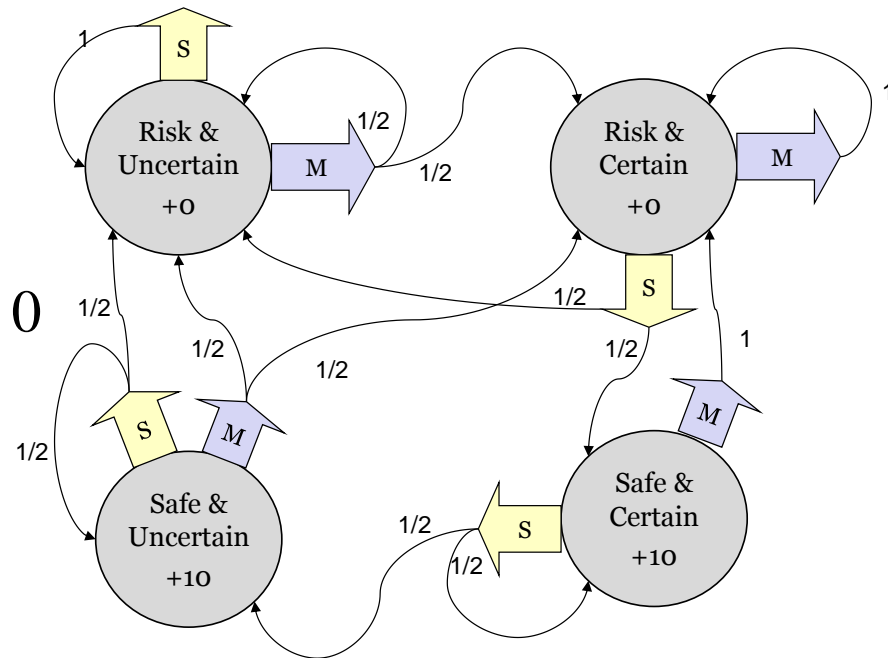 1
S
Risk &
Uncertain
+0
M
1/2
1/2
Risk &
Certain
+0
M
1
S
1/2
1/2
0
1/2
1/2
1/2
1
S
M
1/2
M
Safe &
Uncertain
+10
1/2
S
1/2
Safe &
Certain
+10